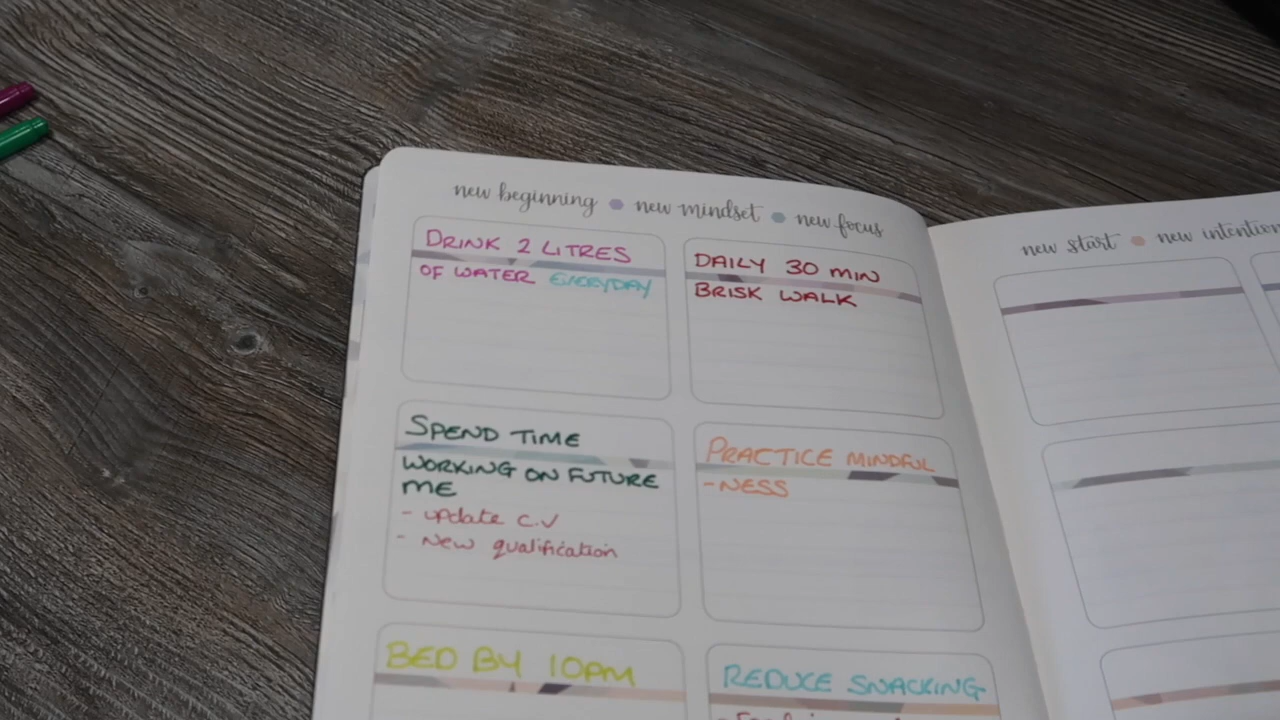 new beginning new mindset new focus
DRINK 2 LITRES
OF WATER EVERYDAY
DAILY 30 MIN
BRISK WALK
SPEND TIME
WORKING ON FUTURE
ME
- update C.V
- New qualification
PRACTICE MINDFUL
-NESS
BED BY 10PM
REDUCE SNACKING
new start new intention